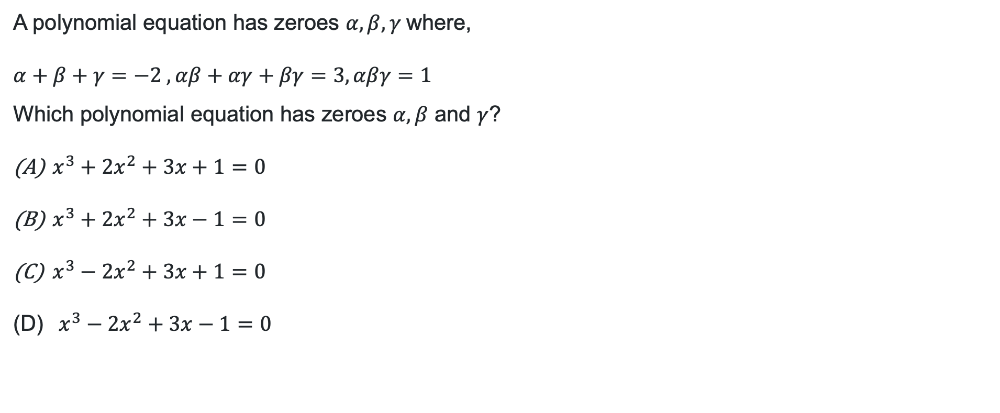 A polynomial equation has zeroes α, β, γ where,
α + β + γ = −2 , αβ + αγ + βγ = 3, αβγ = 1
Which polynomial equation has zeroes α, β and γ?
(A) x³ + 2x² + 3x + 1 = 0
(B) x³ + 2x² + 3x − 1 = 0
(C) x³ − 2x² + 3x + 1 = 0
(D) x³ − 2x² + 3x − 1 = 0